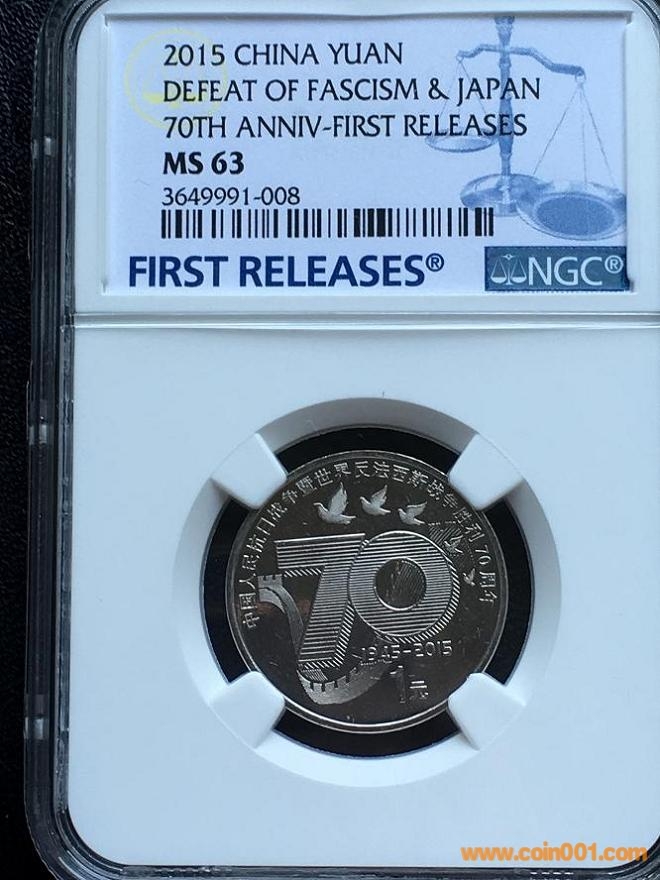 2015 CHINA YUAN
DEFEAT OF FASCISM & JAPAN
70TH ANNIV-FIRST RELEASES
MS 63
3649991-008
FIRST RELEASES®
NGC®
中国人民抗日战争暨世界反法西斯战争胜利70周年
70
1945-2015
1元
www.coin001.com